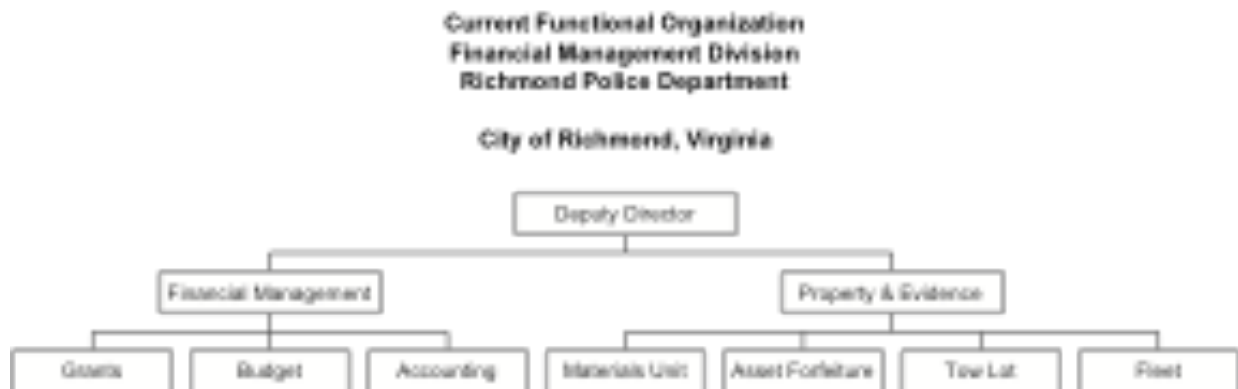 Current Functional Organization
Financial Management Division
Richmond Police Department
City of Richmond, Virginia
Deputy Director
Financial Management
Property & Evidence
Grants
Budget
Accounting
Materials Unit
Asset Forfeiture
Tow Lot
Fleet